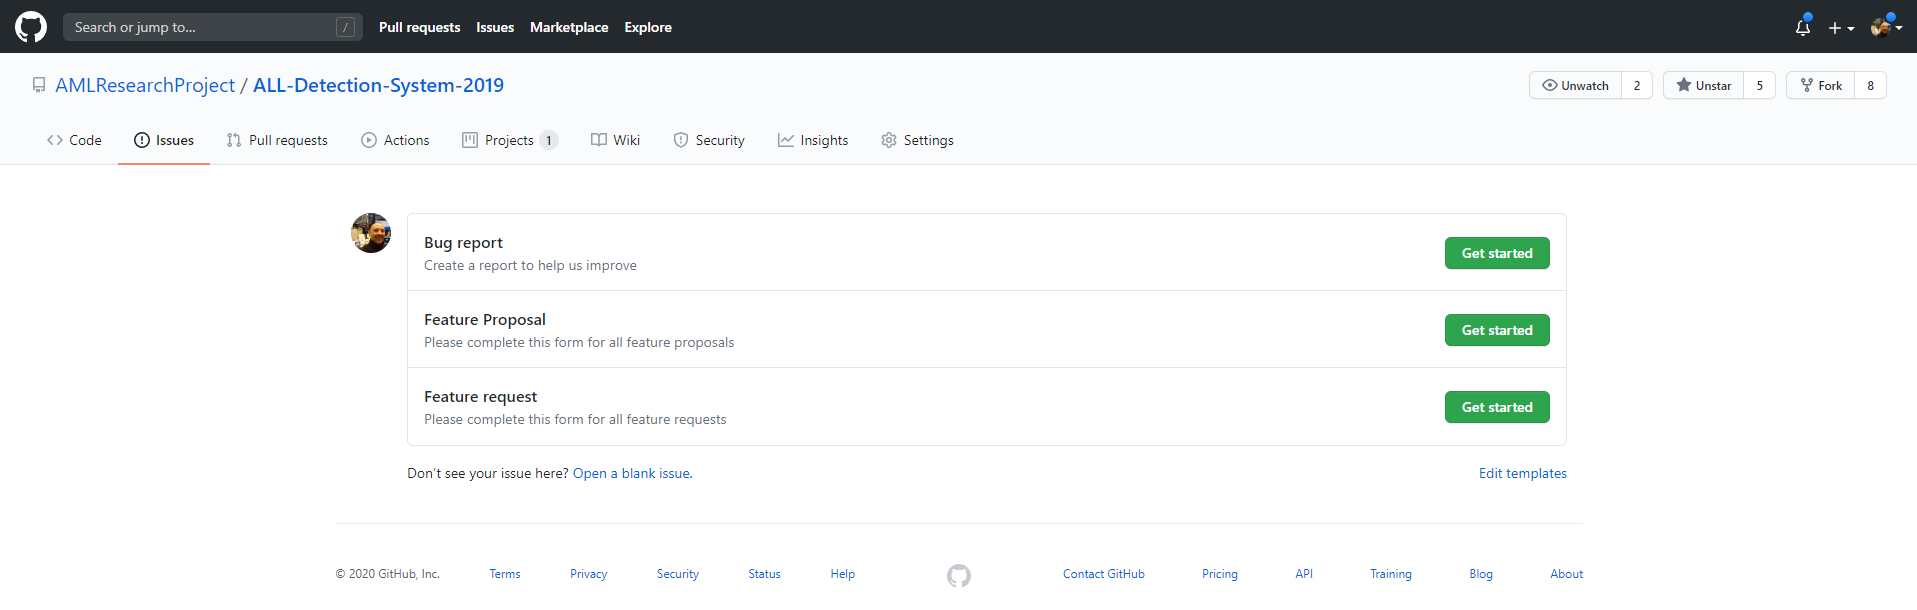 Search or jump to... / Pull requests Issues Marketplace Explore
AMLResearchProject / ALL-Detection-System-2019 Unwatch 2 Unstar 5 Fork 8
Code Issues Pull requests Actions Projects 1 Wiki Security Insights Settings
Bug report
Create a report to help us improve
Get started
Feature Proposal
Please complete this form for all feature proposals
Get started
Feature request
Please complete this form for all feature requests
Get started
Don’t see your issue here? Open a blank issue. Edit templates
© 2020 GitHub, Inc. Terms Privacy Security Status Help Contact GitHub Pricing API Training Blog About